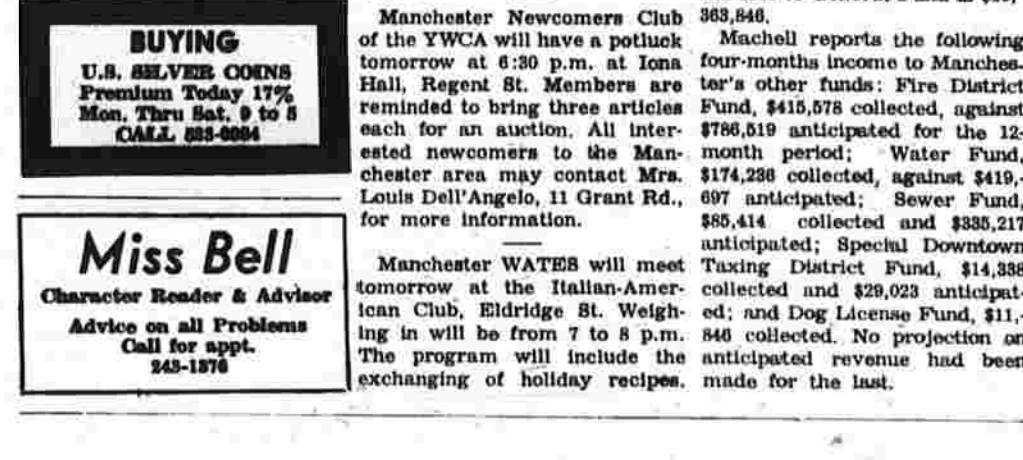 BUYING
U.S. SILVER COINS
Premium Today 17%
Mon. Thru Sat. 9 to 5
CALL
Miss Bell
Character Reader & Advisor
Advice on all Problems
Call for appt.
243-1376
Manchester Newcomers Club
of the YWCA will have a potluck
tomorrow at 6:30 p.m. at Iona
Hall, Regent St. Members are
reminded to bring three articles
each for an auction. All inter-
ested newcomers to the Man-
chester area may contact Mrs.
Louis Dell'Angelo, 11 Grant Rd.,
for more information.
Manchester WATES will meet
tomorrow at the Italian-Amer-
ican Club, Eldridge St. Weigh-
ing in will be from 7 to 8 p.m.
The program will include the
exchanging of holiday recipes.
363,846.
Machell reports the following
four-months income to Manches-
ter's other funds: Fire District
Fund, $415,578 collected, against
$786,519 anticipated for the 12-
month period; Water Fund,
$174,236 collected, against $419,-
697 anticipated; Sewer Fund,
$85,414 collected and $335,217
anticipated; Special Downtown
Taxing District Fund, $14,338
collected and $29,023 anticipat-
ed; and Dog License Fund, $11,-
846 collected. No projection on
anticipated revenue had been
made for the last.